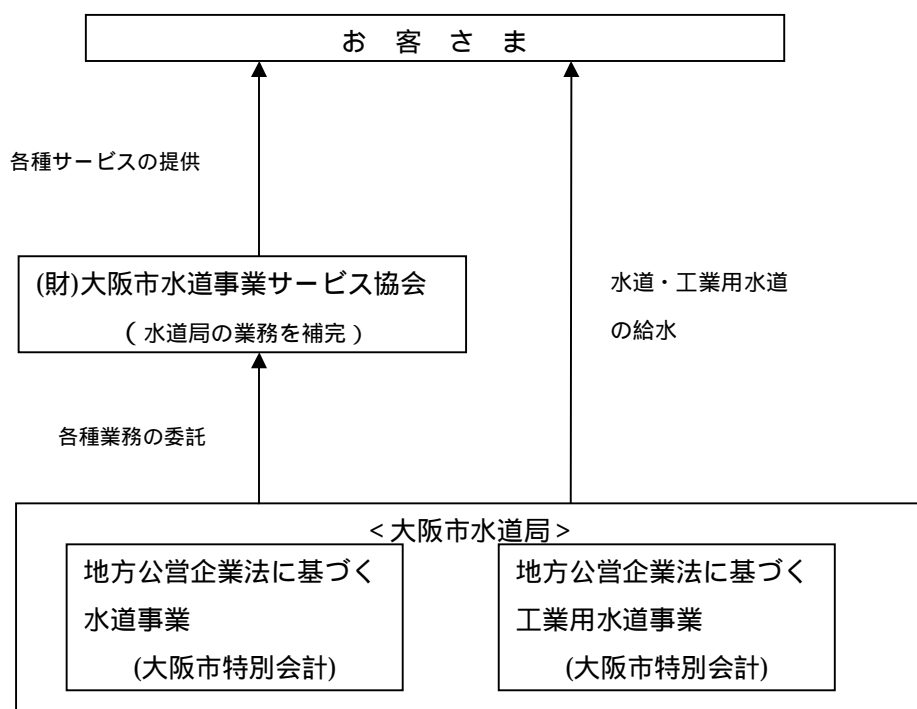 お 客 さ ま
各種サービスの提供
(財)大阪市水道事業サービス協会
(水道局の業務を補完)
水道・工業用水道
の給水
各種業務の委託
<大阪市水道局>
地方公営企業法に基づく
水道事業
(大阪市特別会計)
地方公営企業法に基づく
工業用水道事業
(大阪市特別会計)